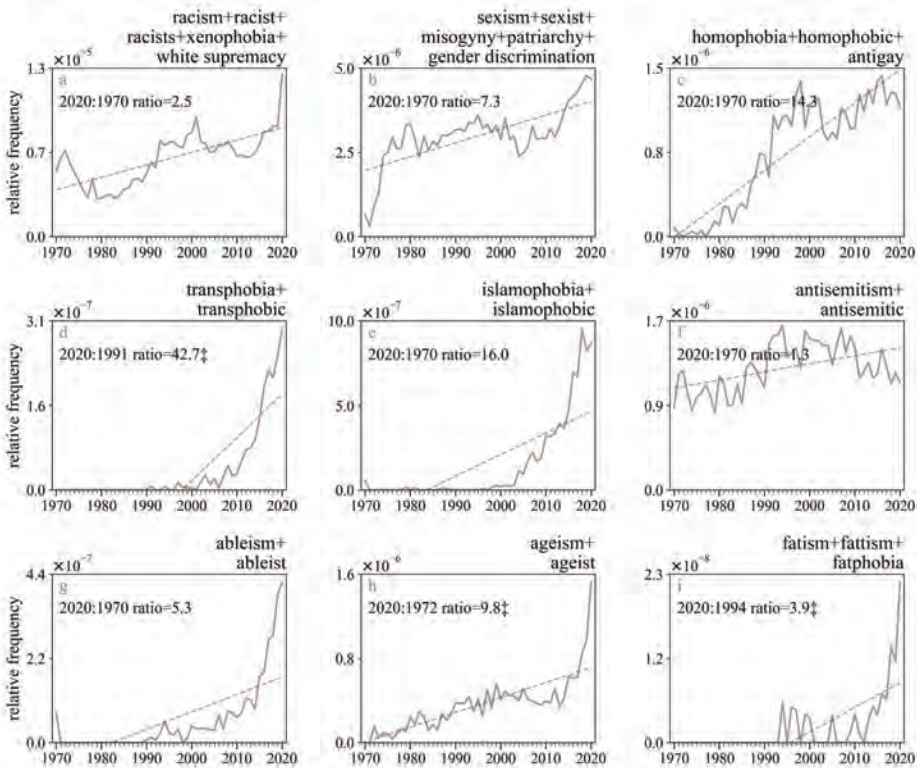 racism+racist+
racists+xenophobia+
white supremacy
×10⁻⁵
1.3
a
2020:1970 ratio=2.5
0.7
0.0
relative frequency
1970 1980 1990 2000 2010 2020
sexism+sexist+
misogyny+patriarchy+
gender discrimination
×10⁻⁶
5.0
b
2020:1970 ratio=7.3
2.5
0.0
1970 1980 1990 2000 2010 2020
homophobia+homophobic+
antigay
×10⁻⁶
1.5
c
2020:1970 ratio=14.3
0.8
0.0
1970 1980 1990 2000 2010 2020
transphobia+
transphobic
×10⁻⁷
3.1
d
2020:1991 ratio=42.7‡
1.6
0.0
relative frequency
1970 1980 1990 2000 2010 2020
islamophobia+
islamophobic
×10⁻⁷
10.0
e
2020:1970 ratio=16.0
5.0
0.0
1970 1980 1990 2000 2010 2020
antisemitism+
antisemitic
×10⁻⁶
1.7
f
2020:1970 ratio=1.3
0.9
0.0
1970 1980 1990 2000 2010 2020
ableism+
ableist
×10⁻⁷
4.4
g
2020:1970 ratio=5.3
2.2
0.0
relative frequency
1970 1980 1990 2000 2010 2020
ageism+
ageist
×10⁻⁶
1.6
h
2020:1972 ratio=9.8‡
0.8
0.0
1970 1980 1990 2000 2010 2020
fatism+fattism+
fatphobia
×10⁻⁸
2.3
i
2020:1994 ratio=3.9‡
1.2
0.0
1970 1980 1990 2000 2010 2020